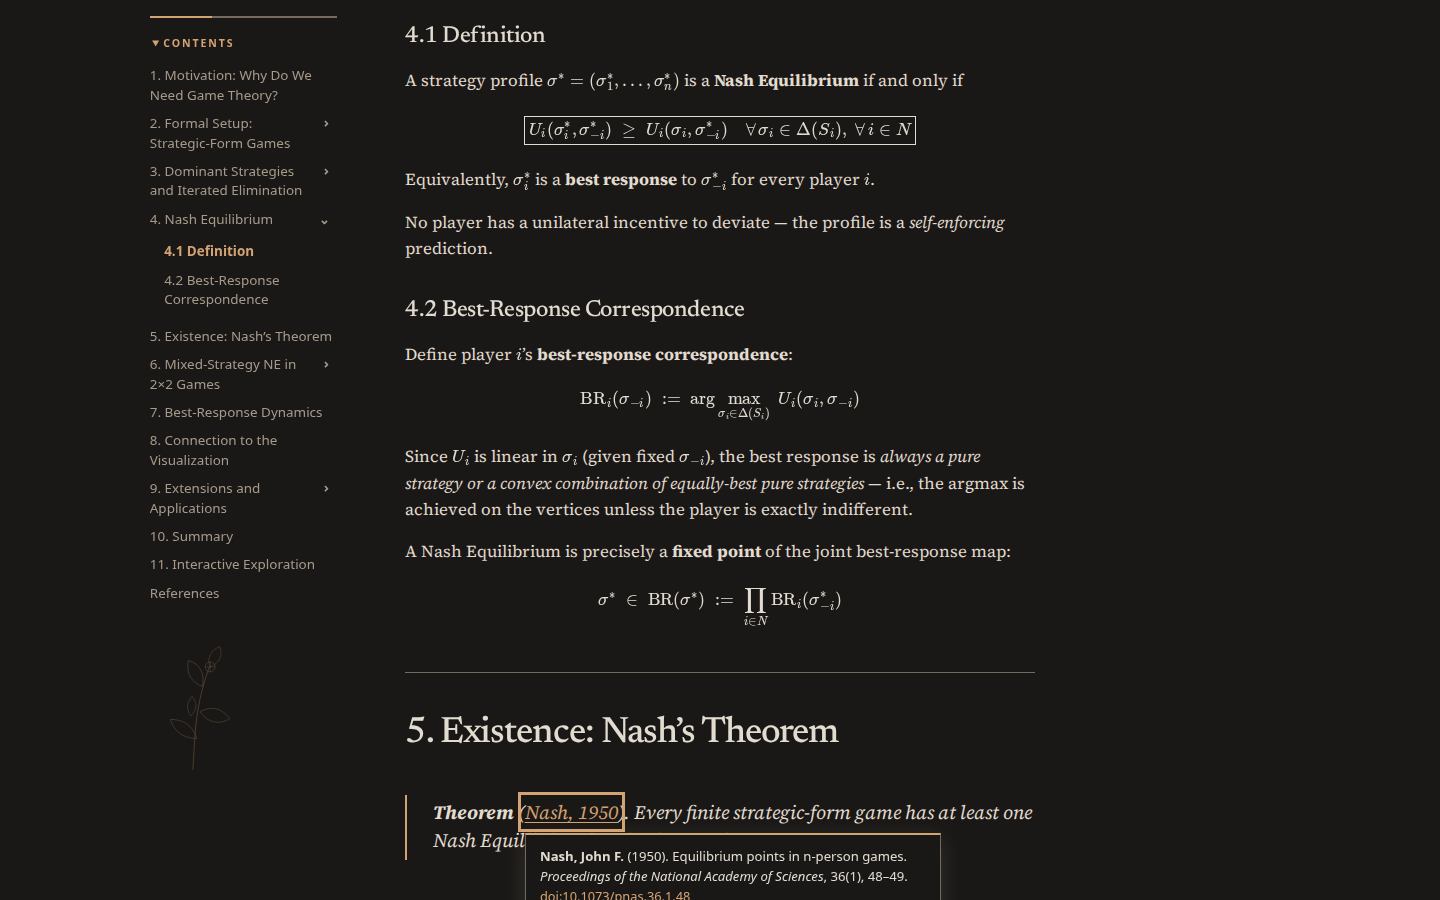 CONTENTS
1. Motivation: Why Do We
Need Game Theory?
2. Formal Setup:
Strategic-Form Games
3. Dominant Strategies
and Iterated Elimination
4. Nash Equilibrium
4.1 Definition
4.2 Best-Response
Correspondence
5. Existence: Nash’s Theorem
6. Mixed-Strategy NE in
2×2 Games
7. Best-Response Dynamics
8. Connection to the
Visualization
9. Extensions and
Applications
10. Summary
11. Interactive Exploration
References
4.1 Definition
A strategy profile σ* = (σ₁*, . . . , σₙ*) is a Nash Equilibrium if and only if
Uᵢ(σᵢ*, σ₋ᵢ*) ≥ Uᵢ(σᵢ, σ₋ᵢ*) ∀ σᵢ ∈ Δ(Sᵢ), ∀ i ∈ N
Equivalently, σᵢ* is a best response to σ₋ᵢ* for every player i.
No player has a unilateral incentive to deviate — the profile is a self-enforcing
prediction.
4.2 Best-Response Correspondence
Define player i’s best-response correspondence:
BRᵢ(σ₋ᵢ) := arg max Uᵢ(σᵢ, σ₋ᵢ)
σᵢ∈Δ(Sᵢ)
Since Uᵢ is linear in σᵢ (given fixed σ₋ᵢ), the best response is always a pure
strategy or a convex combination of equally-best pure strategies — i.e., the argmax is
achieved on the vertices unless the player is exactly indifferent.
A Nash Equilibrium is precisely a fixed point of the joint best-response map:
σ* ∈ BR(σ*) := ∏ BRᵢ(σ₋ᵢ*)
i∈N
5. Existence: Nash’s Theorem
Theorem (Nash, 1950). Every finite strategic-form game has at least one
Nash Equil
Nash, John F. (1950). Equilibrium points in n-person games.
Proceedings of the National Academy of Sciences, 36(1), 48–49.
doi:10.1073/pnas.36.1.48